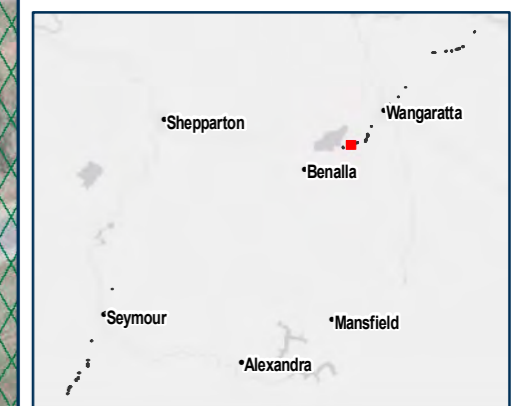 Shepparton
Wangaratta
Benalla
Seymour
Mansfield
Alexandra